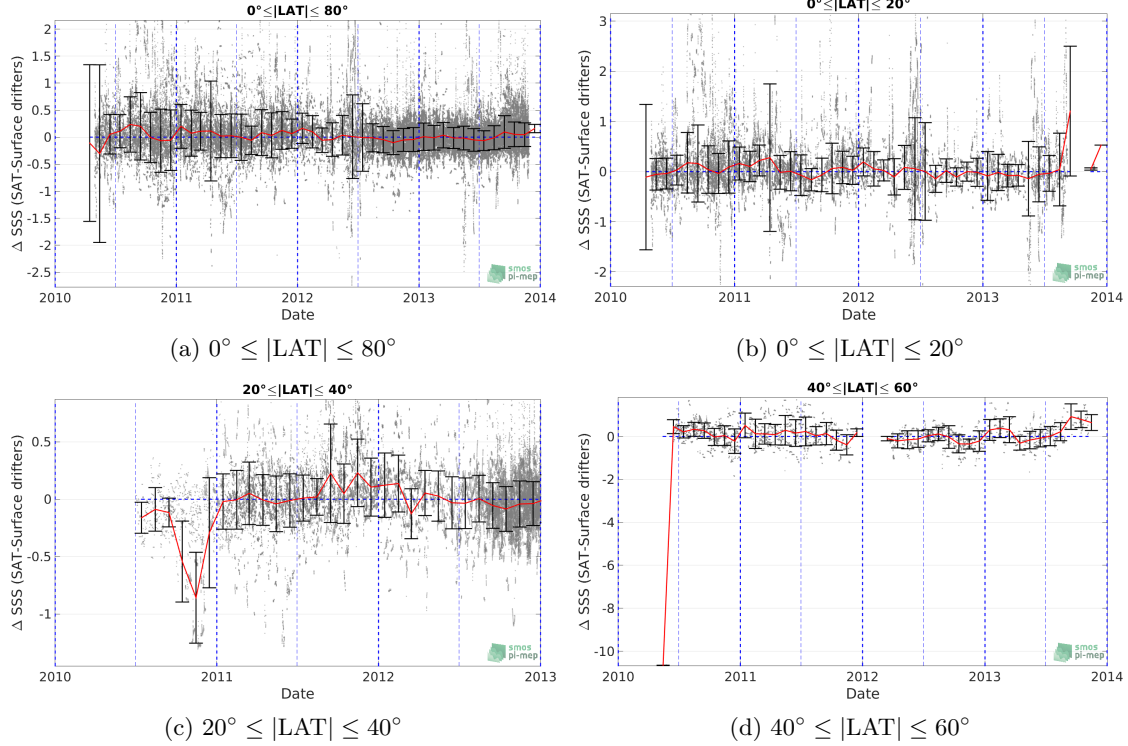 0°≤|LAT|≤ 80°
2
1.5
1
0.5
0
-0.5
-1
-1.5
-2
-2.5
Δ SSS (SAT-Surface drifters)
2010 2011 2012 2013 2014
Date
smos
pi-mep
(a) 0° ≤ |LAT| ≤ 80°
0°≤|LAT|≤ 20°
3
2
1
0
-1
-2
Δ SSS (SAT-Surface drifters)
2010 2011 2012 2013 2014
Date
smos
pi-mep
(b) 0° ≤ |LAT| ≤ 20°
20°≤|LAT|≤ 40°
0.5
0
-0.5
-1
Δ SSS (SAT-Surface drifters)
2010 2011 2012 2013
Date
smos
pi-mep
(c) 20° ≤ |LAT| ≤ 40°
40°≤|LAT|≤ 60°
0
-2
-4
-6
-8
-10
Δ SSS (SAT-Surface drifters)
2010 2011 2012 2013 2014
Date
smos
pi-mep
(d) 40° ≤ |LAT| ≤ 60°